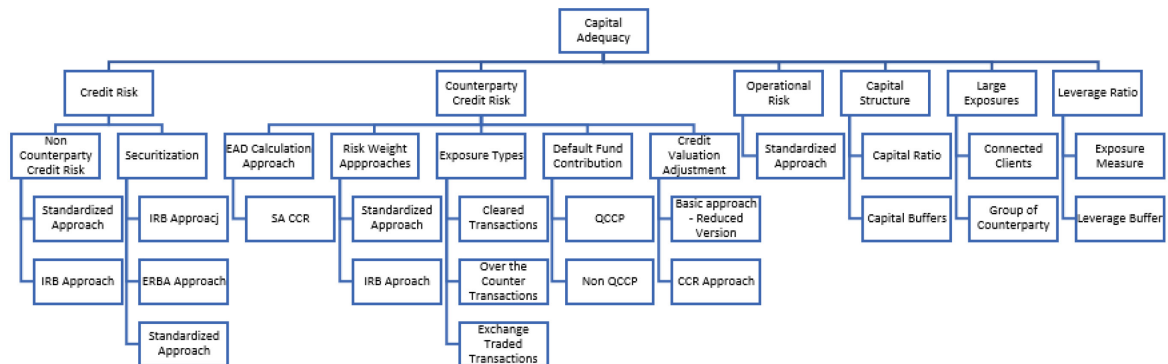 Capital
Adequacy
Credit Risk
Counterparty
Credit Risk
Operational
Risk
Capital
Structure
Large
Exposures
Leverage Ratio
Non
Counterparty
Credit Risk
Securitization
EAD Calculation
Approach
Risk Weight
Appproaches
Exposure Types
Default Fund
Contribution
Credit
Valuation
Adjustment
Standardized
Approach
Capital Ratio
Connected
Clients
Exposure
Measure
Standardized
Approach
IRB Approacj
SA CCR
Standardized
Approach
Cleared
Transactions
QCCP
Basic approach
- Reduced
Version
Capital Buffers
Group of
Counterparty
Leverage Buffer
IRB Approach
ERBA Approach
IRB Aproach
Over the
Counter
Transactions
Non QCCP
CCR Approach
Standardized
Approach
Exchange
Traded
Transactions